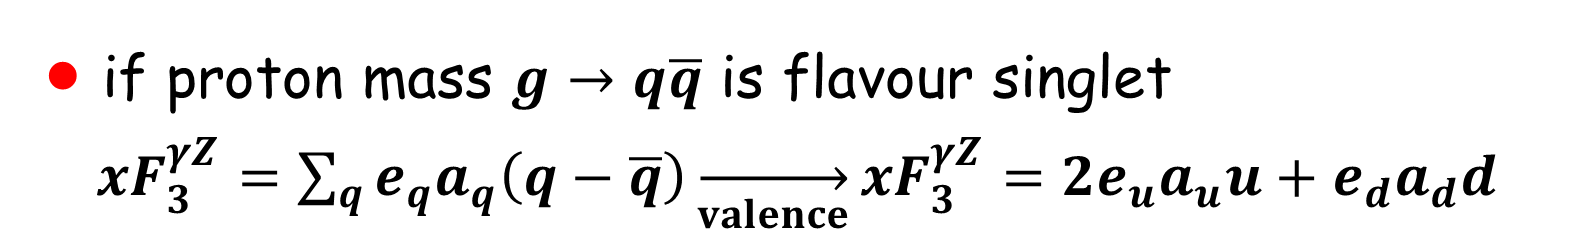 • if proton mass g → qq̅ is flavour singlet
xF₃^{γZ} = ∑_q e_q a_q (q − q̅) →_{valence} xF₃^{γZ} = 2e_u a_u u + e_d a_d d